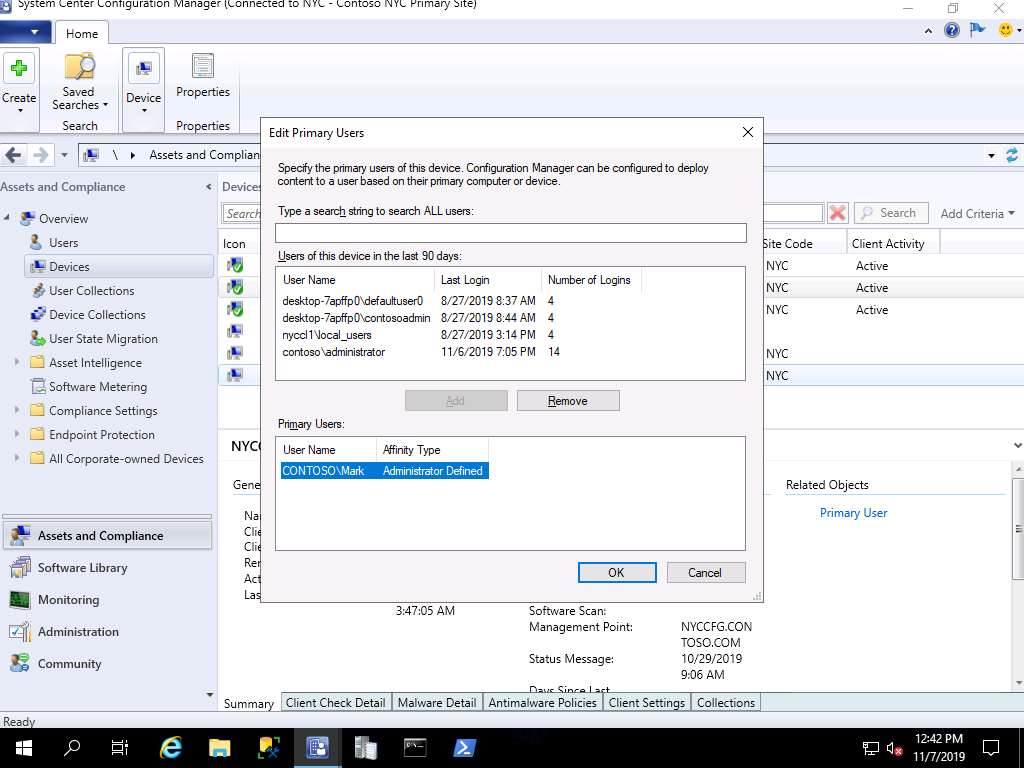 System Center Configuration Manager (Connected to NYC - Contoso NYC Primary Site)
Home
Create
Saved Searches
Device
Properties
Search
Properties
\ Assets and Complian
Assets and Compliance
Overview
Users
Devices
User Collections
Device Collections
User State Migration
Asset Intelligence
Software Metering
Compliance Settings
Endpoint Protection
All Corporate-owned Devices
Assets and Compliance
Software Library
Monitoring
Administration
Community
Devices
Search
Search
Add Criteria
Icon
Site Code
Client Activity
NYC
Active
NYC
Active
NYC
Active
NYC
NYC
Edit Primary Users
Specify the primary users of this device. Configuration Manager can be configured to deploy
content to a user based on their primary computer or device.
Type a search string to search ALL users:
Users of this device in the last 90 days:
User Name Last Login Number of Logins
desktop-7apffp0\defaultuser0 8/27/2019 8:37 AM 4
desktop-7apffp0\contosoadmin 8/27/2019 8:44 AM 4
nyccl1\local_users 8/27/2019 3:14 PM 4
contoso\administrator 11/6/2019 7:05 PM 14
Add
Remove
Primary Users:
User Name Affinity Type
CONTOSO\Mark Administrator Defined
OK
Cancel
NYCC
Gene
Nar
Clie
Clie
Rer
Act
Las
3:47:05 AM
Software Scan:
Management Point:
NYCCFG.CON
TOSO.COM
Status Message:
10/29/2019
9:06 AM
Days Since Last
Related Objects
Primary User
Summary
Client Check Detail
Malware Detail
Antimalware Policies
Client Settings
Collections
Ready
12:42 PM
11/7/2019